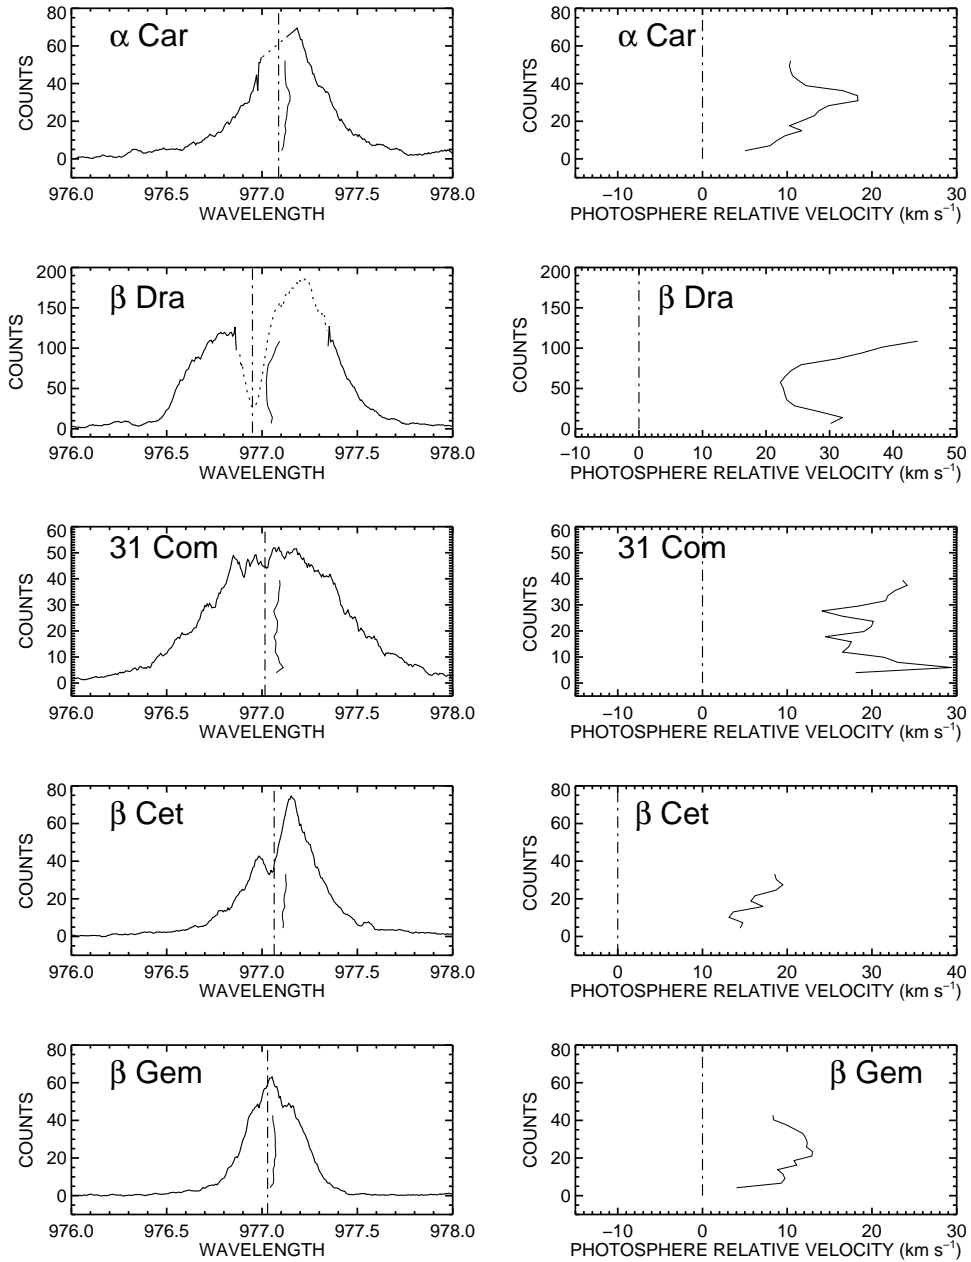 α Car
COUNTS
80
60
40
20
0
976.0 976.5 977.0 977.5 978.0
WAVELENGTH
α Car
COUNTS
80
60
40
20
0
−10 0 10 20 30
PHOTOSPHERE RELATIVE VELOCITY (km s⁻¹)
β Dra
COUNTS
200
150
100
50
0
976.0 976.5 977.0 977.5 978.0
WAVELENGTH
β Dra
COUNTS
200
150
100
50
0
−10 0 10 20 30 40 50
PHOTOSPHERE RELATIVE VELOCITY (km s⁻¹)
31 Com
COUNTS
60
50
40
30
20
10
0
976.0 976.5 977.0 977.5 978.0
WAVELENGTH
31 Com
COUNTS
60
50
40
30
20
10
0
−10 0 10 20 30
PHOTOSPHERE RELATIVE VELOCITY (km s⁻¹)
β Cet
COUNTS
80
60
40
20
0
976.0 976.5 977.0 977.5 978.0
WAVELENGTH
β Cet
COUNTS
80
60
40
20
0
0 10 20 30 40
PHOTOSPHERE RELATIVE VELOCITY (km s⁻¹)
β Gem
COUNTS
80
60
40
20
0
976.0 976.5 977.0 977.5 978.0
WAVELENGTH
β Gem
COUNTS
80
60
40
20
0
−10 0 10 20 30
PHOTOSPHERE RELATIVE VELOCITY (km s⁻¹)